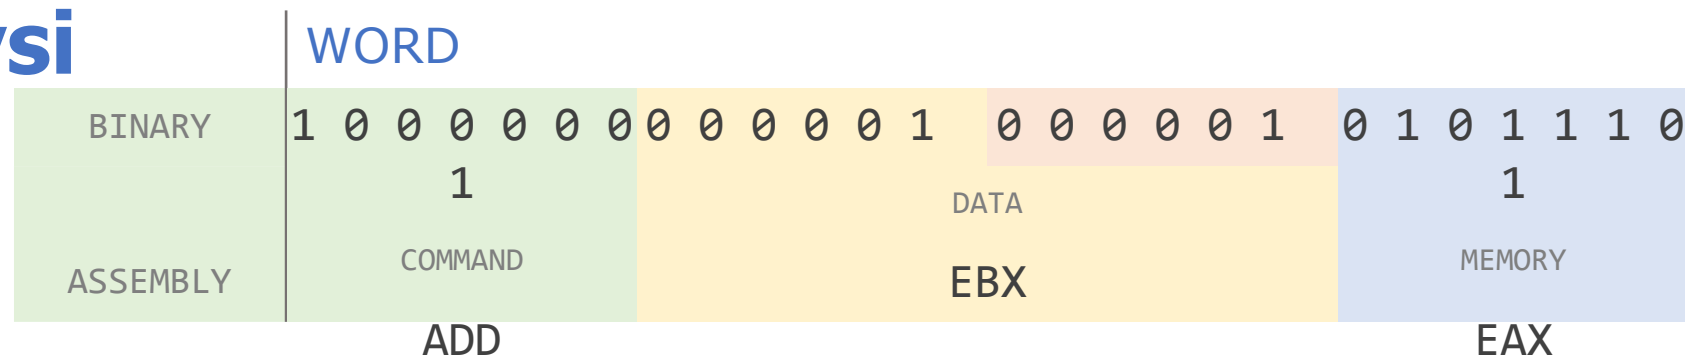 ysi WORD
BINARY 1 0 0 0 0 0 0 0 0 0 0 0 1 0 0 0 0 0 1 0 1 0 1 1 1 0
1 1
DATA
COMMAND MEMORY
ASSEMBLY EBX
ADD EAX